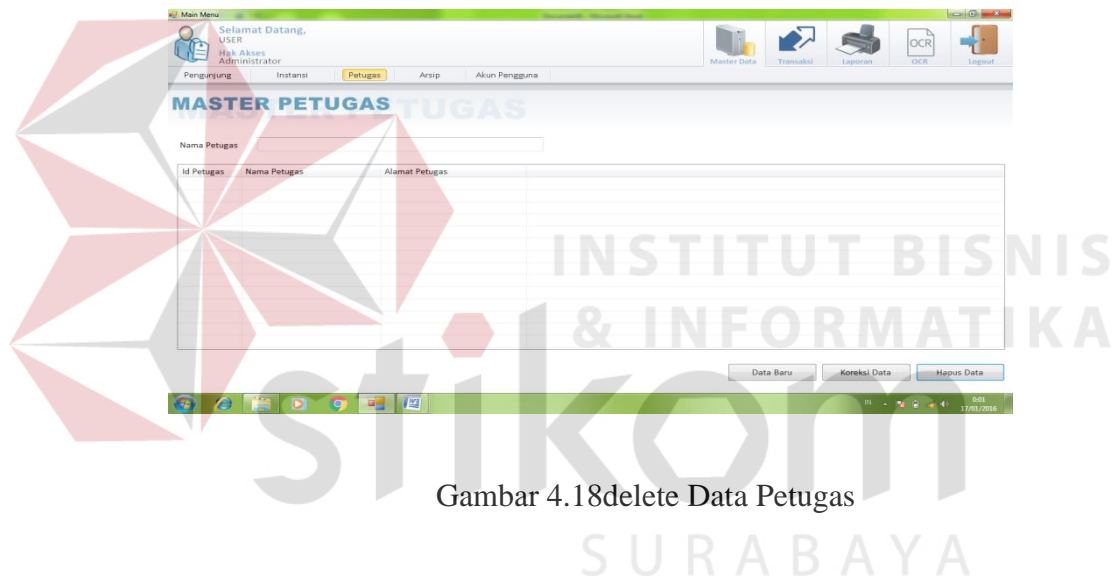 Main Menu
Selamat Datang,
USER
Hak Akses
Administrator
Master Data
Transaksi
Laporan
OCR
OCR
Logout
Pengunjung
Instansi
Petugas
Arsip
Akun Pengguna
MASTER PETUGAS
Nama Petugas
Id Petugas
Nama Petugas
Alamat Petugas
INSTITUT BISNIS
& INFORMATIKA
Data Baru
Koreksi Data
Hapus Data
IN
0:01
17/01/2016
stikom
Gambar 4.18delete Data Petugas
SURABAYA